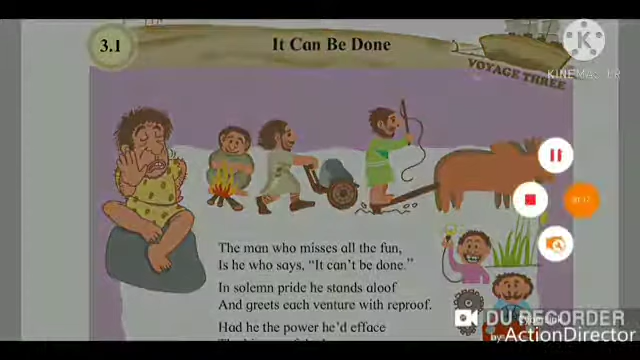 3.1
It Can Be Done
VOYAGE THREE
KINEMASTER
The man who misses all the fun,
Is he who says, "It can't be done."
In solemn pride he stands aloof
And greets each venture with reproof.
Had he the power he'd efface
DU RECORDER
by ActionDirector